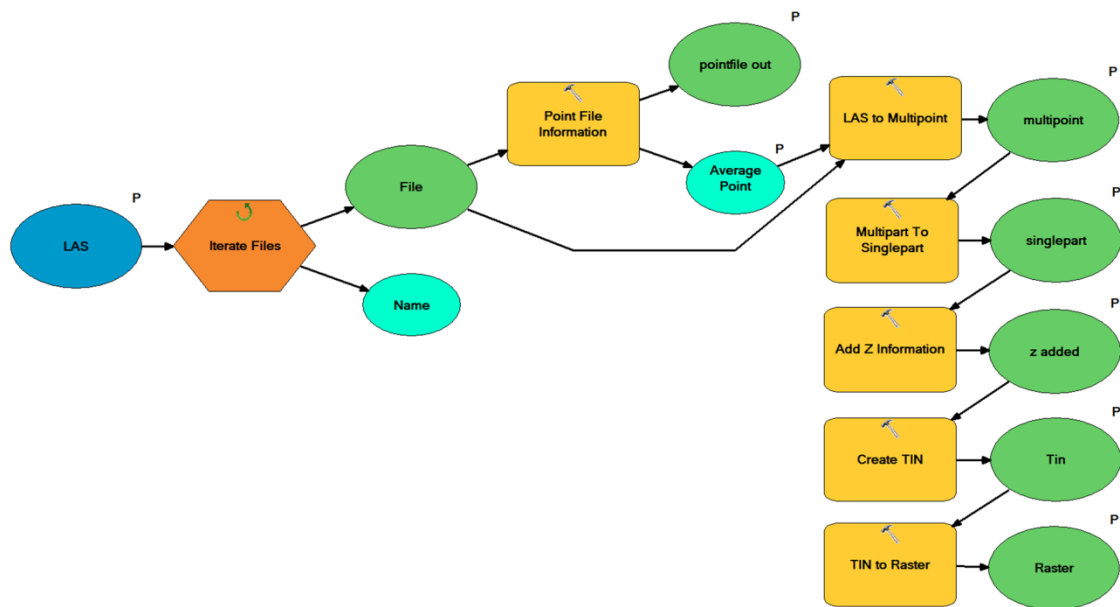 P
pointfile out
P
Point File
Information
LAS to Multipoint
multipoint
P
Average
Point
P
File
P
Multipart To
Singlepart
singlepart
P
LAS
Iterate Files
Name
P
Add Z Information
z added
P
Create TIN
Tin
P
TIN to Raster
Raster